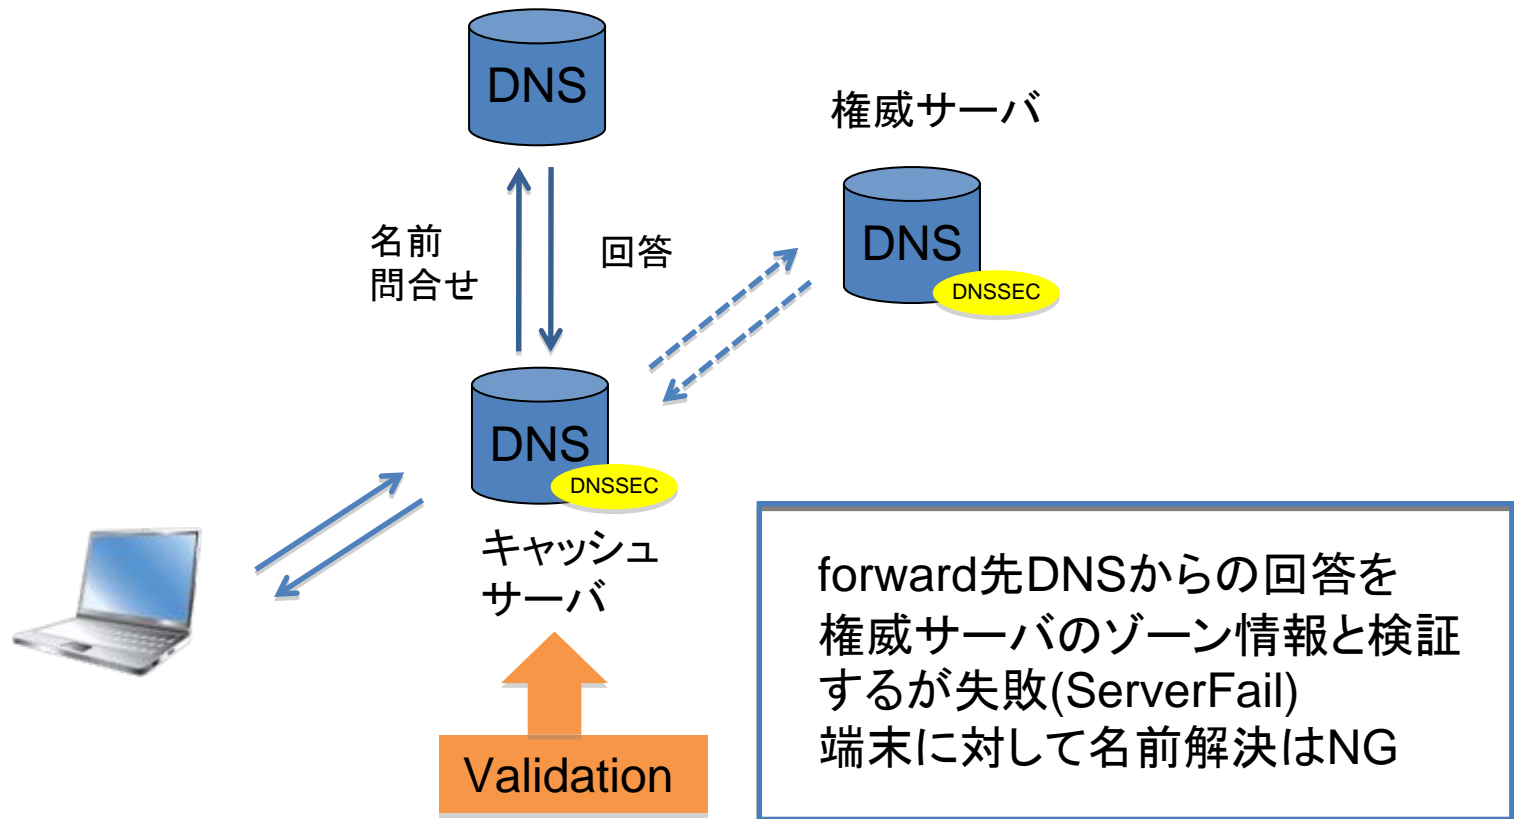 DNS
権威サーバ
名前
問合せ
回答
DNS
DNSSEC
DNS
DNSSEC
キャッシュ
サーバ
Validation
forward先DNSからの回答を
権威サーバのゾーン情報と検証
するが失敗(ServerFail)
端末に対して名前解決はNG